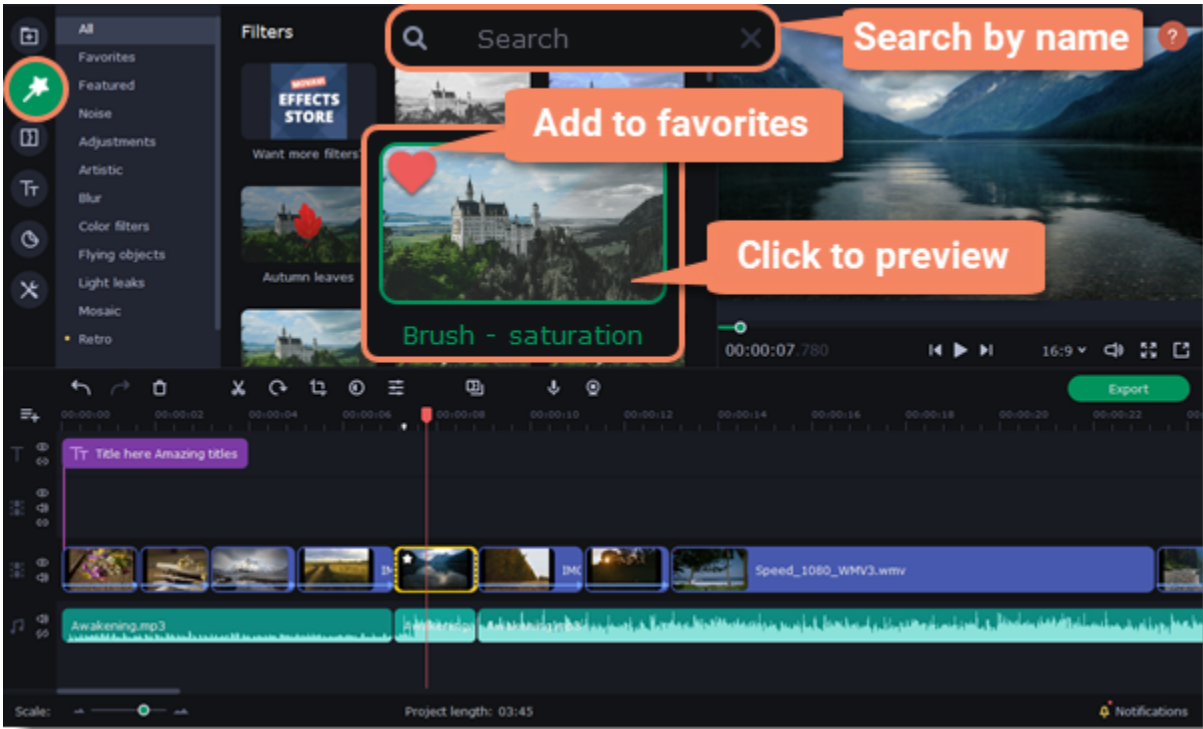 All
Favorites
Featured
Noise
Adjustments
Artistic
Blur
Color filters
Flying objects
Light leaks
Mosaic
Retro
Filters
Search
Search by name
?
MOVAVI
EFFECTS
STORE
Want more filters?
Add to favorites
Autumn leaves
Click to preview
Brush - saturation
00:00:07.780
16:9
Export
00:00:00 00:00:02 00:00:04 00:00:06 00:00:08 00:00:10 00:00:12 00:00:14 00:00:16 00:00:18 00:00:20 00:00:22
Title here Amazing titles
Speed_1080_WMV3.wmv
Awakening.mp3
Scale:
Project length: 03:45
Notifications